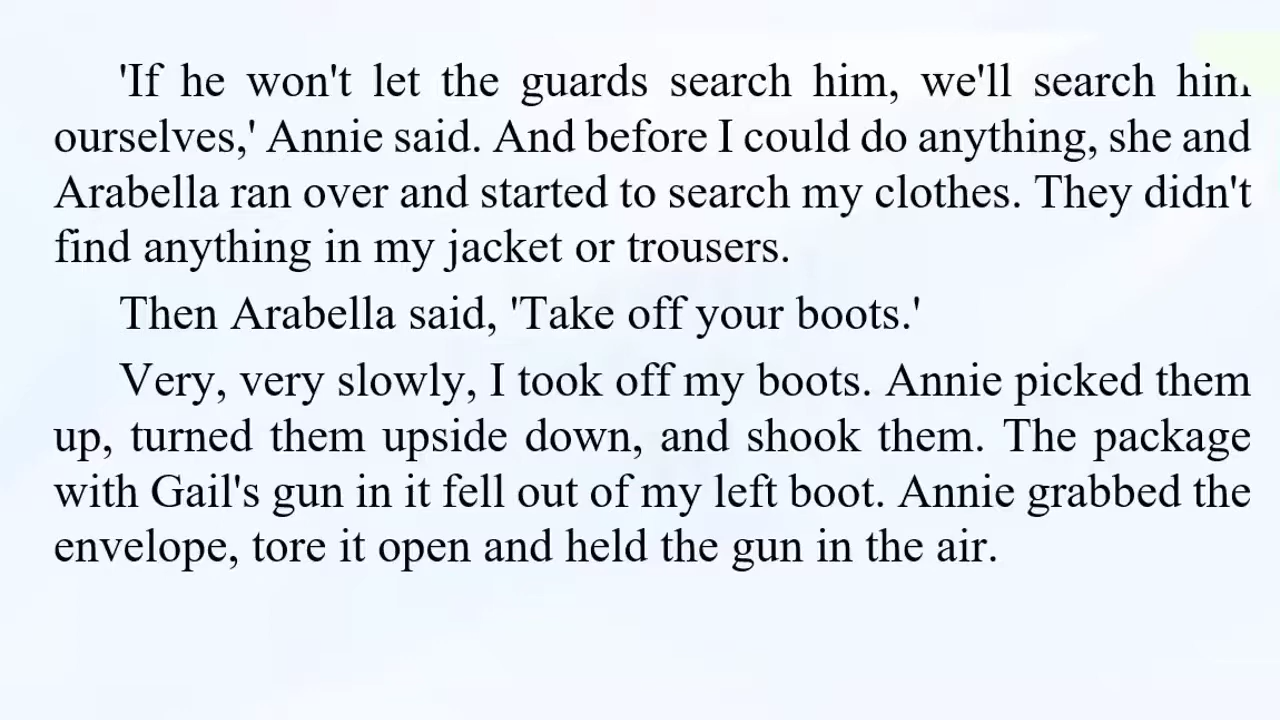 'If he won't let the guards search him, we'll search him
ourselves,' Annie said. And before I could do anything, she and
Arabella ran over and started to search my clothes. They didn't
find anything in my jacket or trousers.
Then Arabella said, 'Take off your boots.'
Very, very slowly, I took off my boots. Annie picked them
up, turned them upside down, and shook them. The package
with Gail's gun in it fell out of my left boot. Annie grabbed the
envelope, tore it open and held the gun in the air.